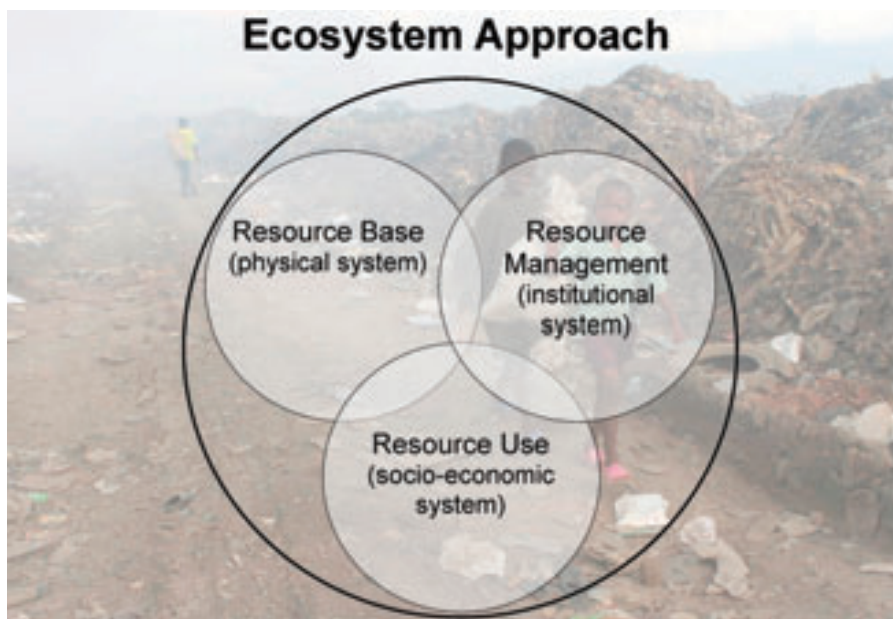 Ecosystem Approach
Resource Base
(physical system)
Resource
Management
(institutional
system)
Resource Use
(socio-economic
system)